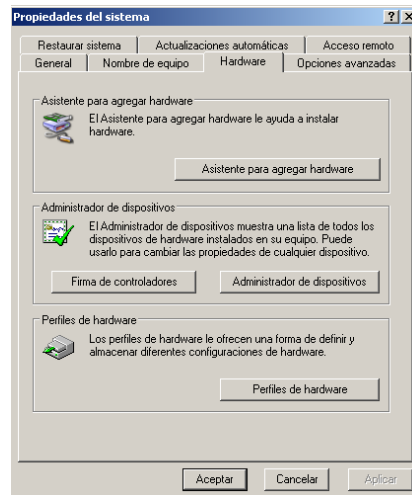 Propiedades del sistema
Restaurar sistema Actualizaciones automáticas Acceso remoto
General Nombre de equipo Hardware Opciones avanzadas
Asistente para agregar hardware
El Asistente para agregar hardware le ayuda a instalar
hardware.
Asistente para agregar hardware
Administrador de dispositivos
El Administrador de dispositivos muestra una lista de todos los
dispositivos de hardware instalados en su equipo. Puede
usarlo para cambiar las propiedades de cualquier dispositivo.
Firma de controladores Administrador de dispositivos
Perfiles de hardware
Los perfiles de hardware le ofrecen una forma de definir y
almacenar diferentes configuraciones de hardware.
Perfiles de hardware
Aceptar Cancelar Aplicar